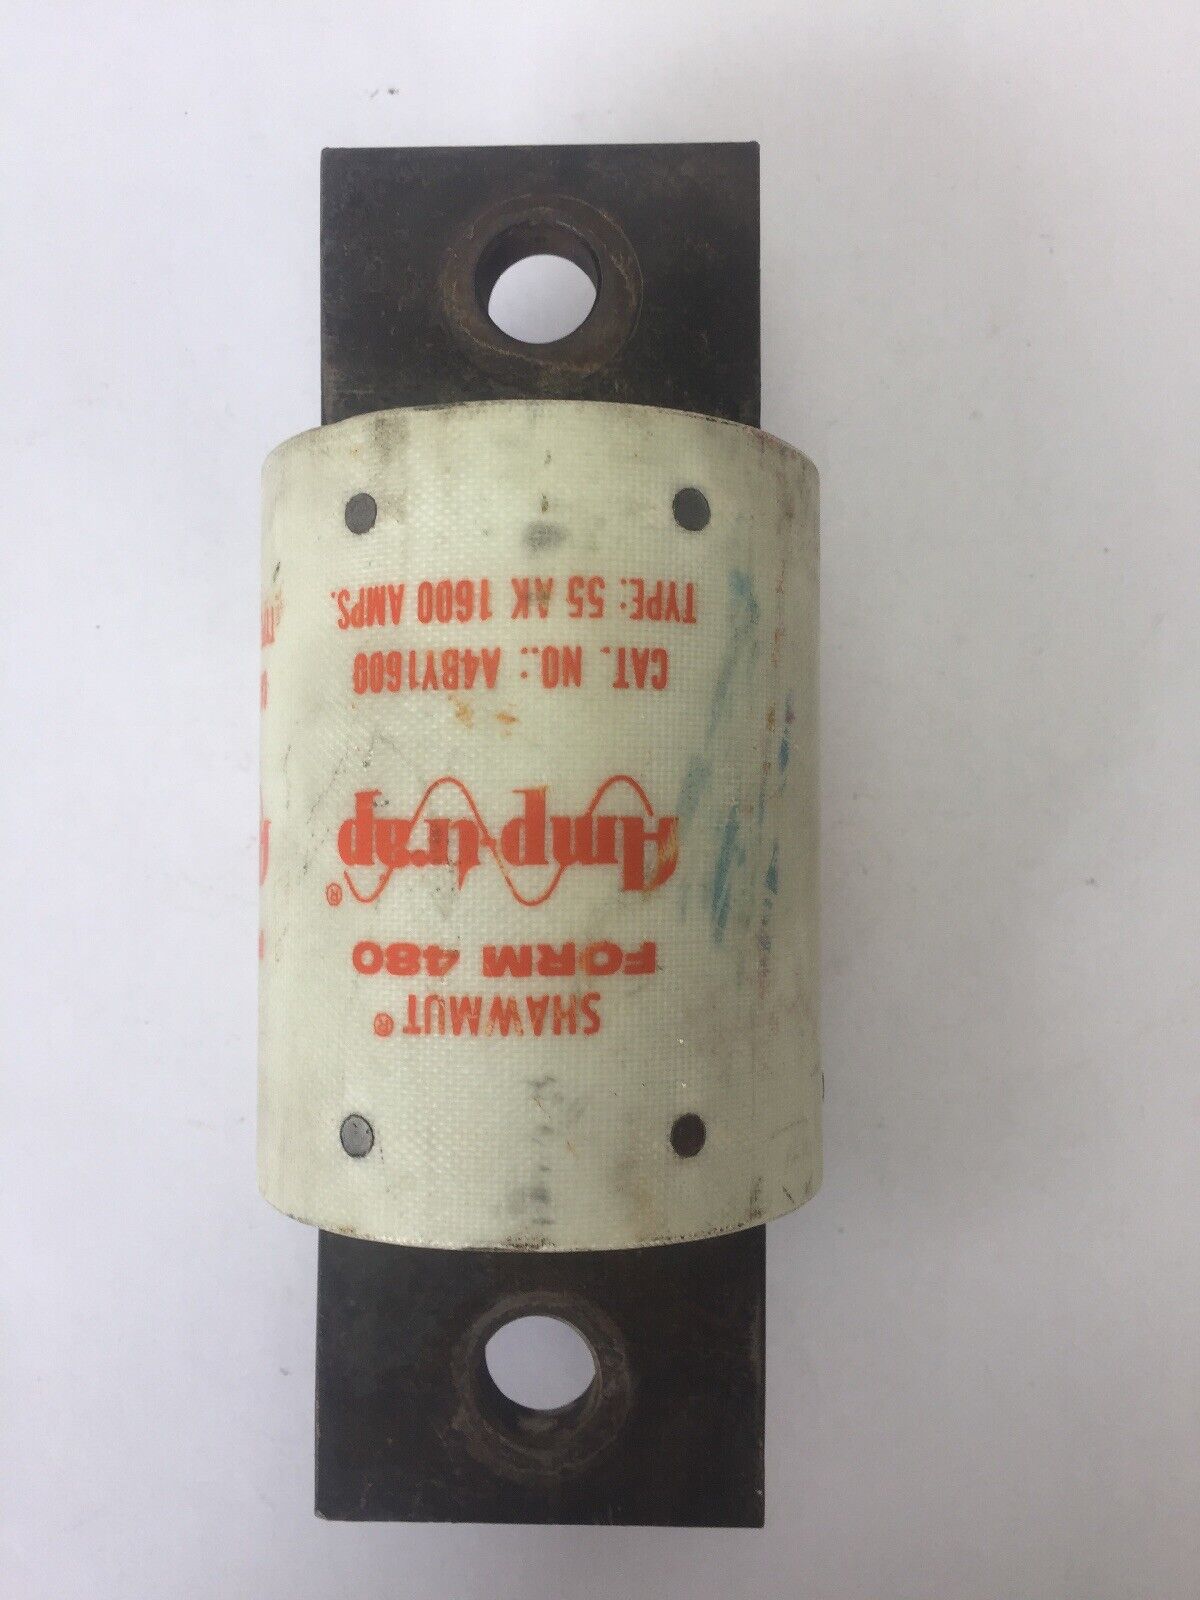 SHAWMUT®
FORM 480
Amp-trap®
CAT. NO.: A4BY1600
TYPE: 55 AK 1600 AMPS.